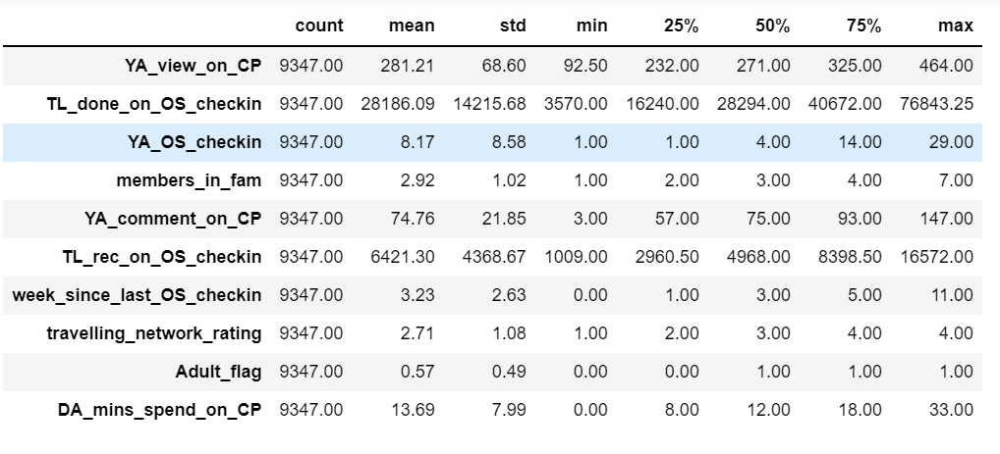 count mean std min 25% 50% 75% max
YA_view_on_CP 9347.00 281.21 68.60 92.50 232.00 271.00 325.00 464.00
TL_done_on_OS_checkin 9347.00 28186.09 14215.68 3570.00 16240.00 28294.00 40672.00 76843.25
YA_OS_checkin 9347.00 8.17 8.58 1.00 1.00 4.00 14.00 29.00
members_in_fam 9347.00 2.92 1.02 1.00 2.00 3.00 4.00 7.00
YA_comment_on_CP 9347.00 74.76 21.85 3.00 57.00 75.00 93.00 147.00
TL_rec_on_OS_checkin 9347.00 6421.30 4368.67 1009.00 2960.50 4968.00 8398.50 16572.00
week_since_last_OS_checkin 9347.00 3.23 2.63 0.00 1.00 3.00 5.00 11.00
travelling_network_rating 9347.00 2.71 1.08 1.00 2.00 3.00 4.00 4.00
Adult_flag 9347.00 0.57 0.49 0.00 0.00 1.00 1.00 1.00
DA_mins_spend_on_CP 9347.00 13.69 7.99 0.00 8.00 12.00 18.00 33.00